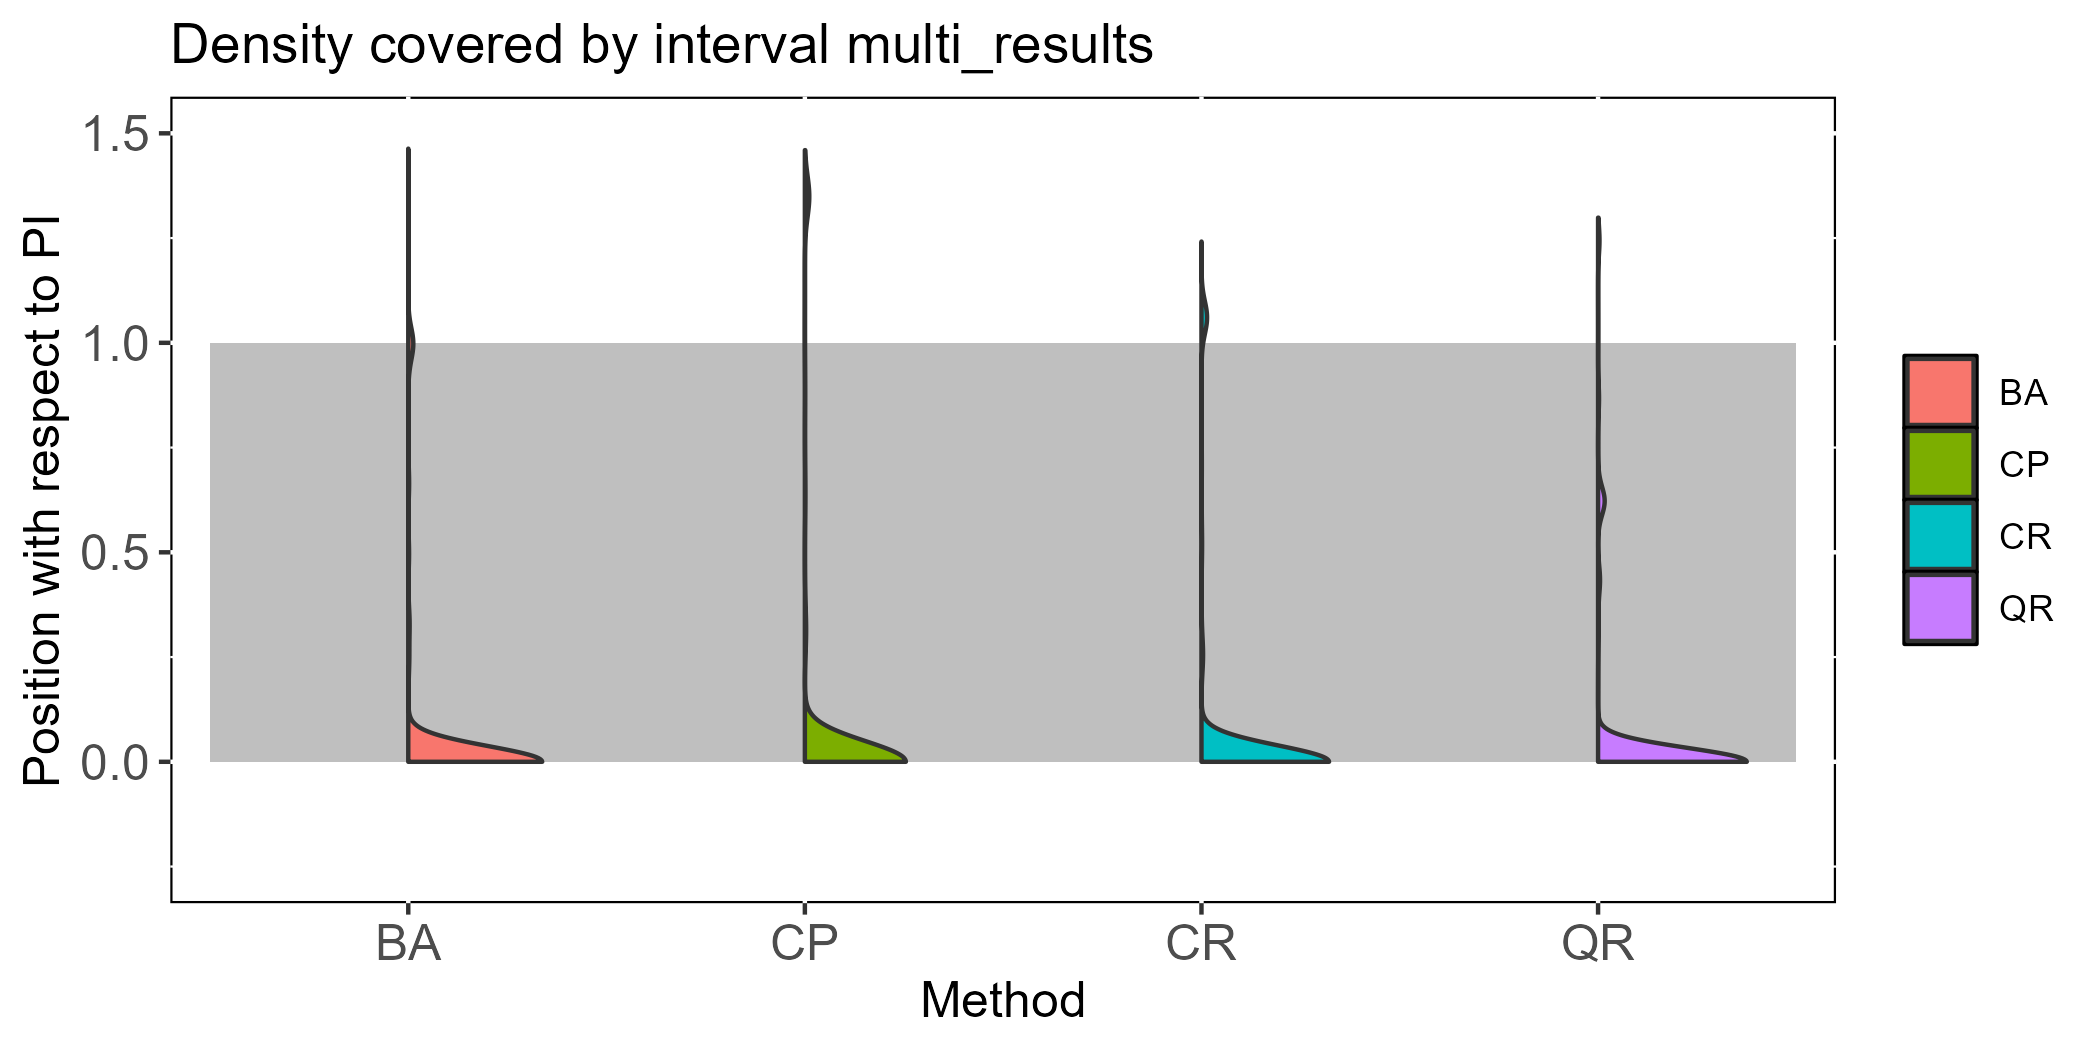 Density covered by interval multi_results
Position with respect to PI
1.5
1.0
0.5
0.0
BA
CP
CR
QR
Method
BA
CP
CR
QR